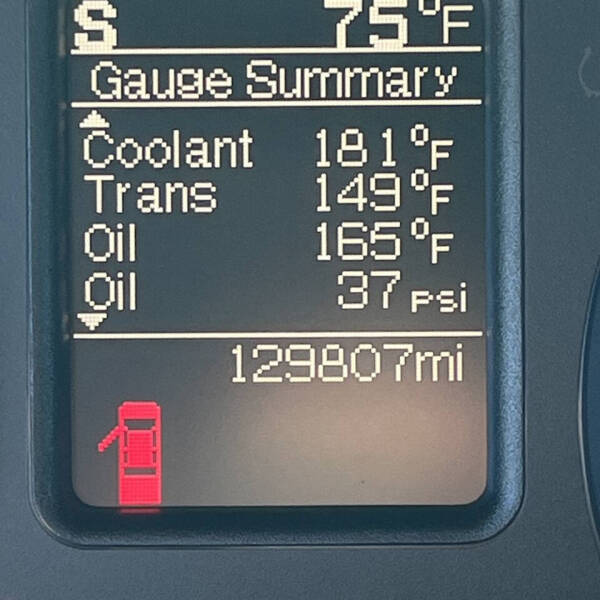 S 75°F
Gauge Summary
Coolant 181°F
Trans 149°F
Oil 165°F
Oil 37 psi
129807mi